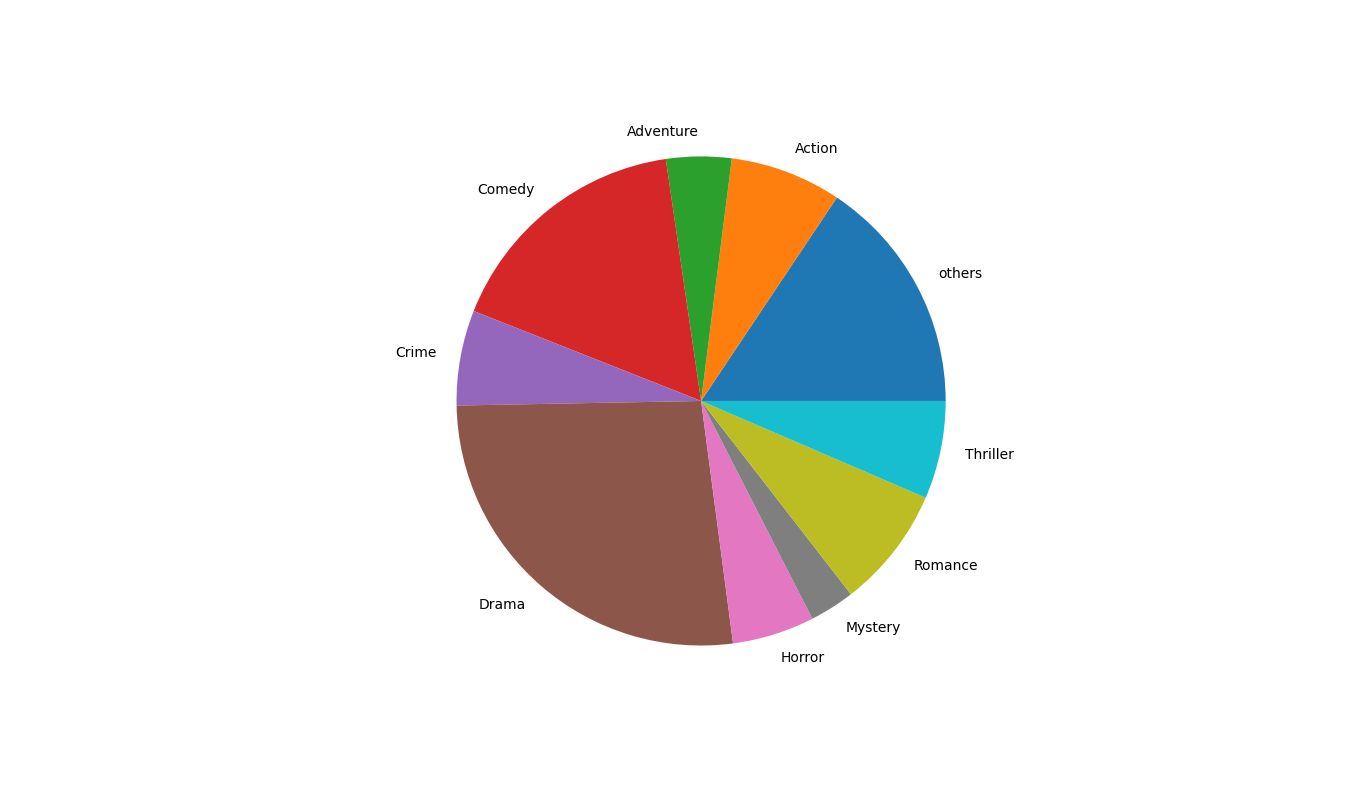 Adventure
Action
Comedy
others
Crime
Thriller
Romance
Drama
Mystery
Horror